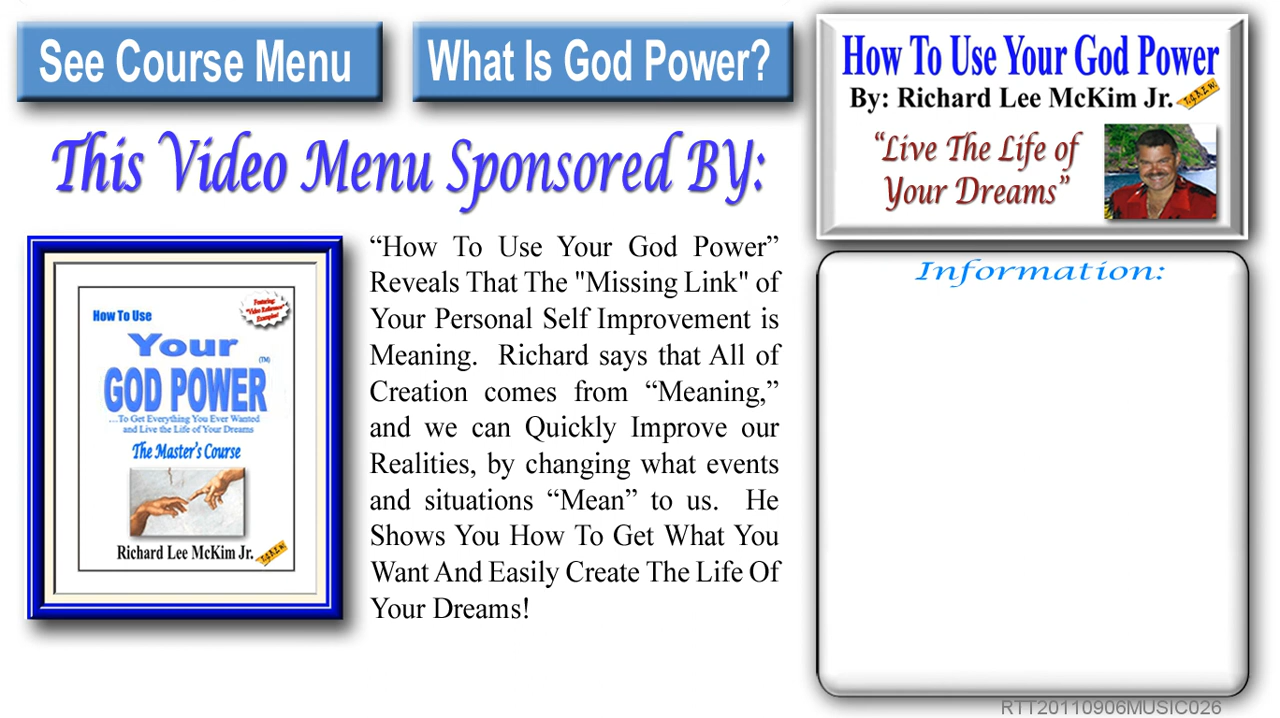 See Course Menu
What Is God Power?
How To Use Your God Power
By: Richard Lee McKim Jr.
“Live The Life of
Your Dreams”
This Video Menu Sponsored BY:
How To Use
Featuring:
"Video Reference"
Examples!
Your
(TM)
GOD POWER
...To Get Everything You Ever Wanted
and Live the Life of Your Dreams
The Master's Course
Richard Lee McKim Jr.
“How To Use Your God Power”
Reveals That The "Missing Link" of
Your Personal Self Improvement is
Meaning. Richard says that All of
Creation comes from “Meaning,”
and we can Quickly Improve our
Realities, by changing what events
and situations “Mean” to us. He
Shows You How To Get What You
Want And Easily Create The Life Of
Your Dreams!
Information:
RTT20110906MUSIC026